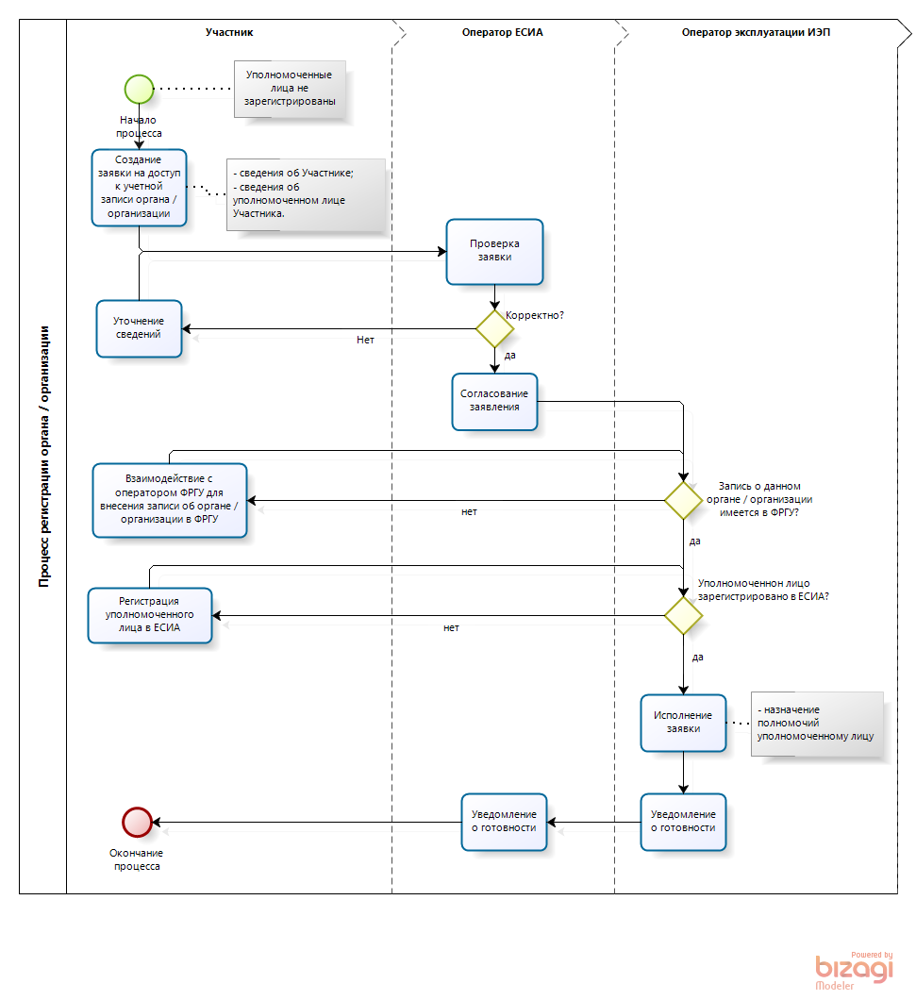 Процесс регистрации органа / организации
Участник
Оператор ЕСИА
Оператор эксплуатации ИЭП
Уполномоченные
лица не
зарегистрированы
Начало
процесса
Создание
заявки на доступ
к учетной
записи органа /
организации
- сведения об Участнике;
- сведения об
уполномоченном лице
Участника.
Проверка
заявки
Корректно?
Уточнение
сведений
Нет
да
Согласование
заявления
Взаимодействие с
оператором ФРГУ для
внесения записи об органе /
организации в ФРГУ
нет
Запись о данном
органе / организации
имеется в ФРГУ?
да
Уполномоченнон лицо
зарегистрировано в ЕСИА?
Регистрация
уполномоченного
лица в ЕСИА
нет
да
Исполнение
заявки
- назначение
полномочий
уполномоченному лицу
Уведомление
о готовности
Уведомление
о готовности
Окончание
процесса
Powered by
bizagi
Modeler